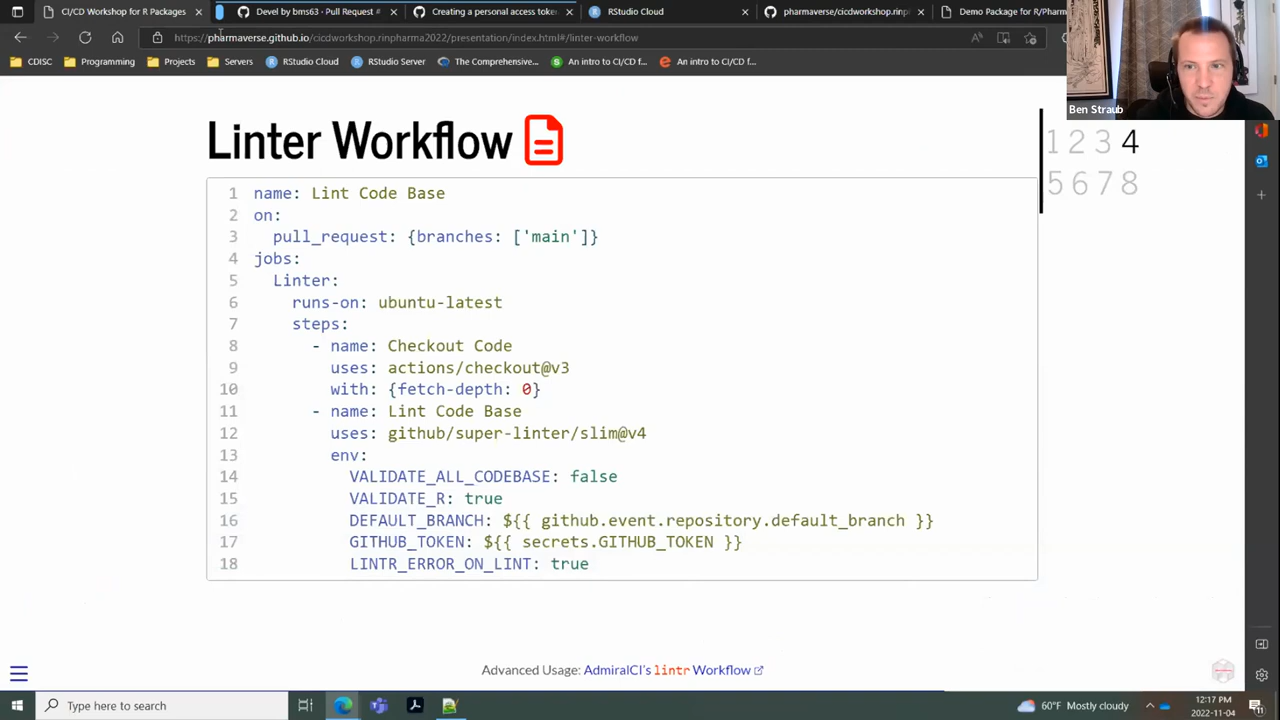 CI/CD Workshop for R Packages
Devel by bms63 · Pull Request #
Creating a personal access token
RStudio Cloud
pharmaverse/cicdworkshop.rinpharm
Demo Package for R/Pharma
https://pharmaverse.github.io/cicdworkshop.rinpharma2022/presentation/index.html#/linter-workflow
CDISC
Programming
Projects
Servers
RStudio Cloud
RStudio Server
The Comprehensive...
An intro to CI/CD f...
An intro to CI/CD f...
Ben Straub
Linter Workflow
1 2 3 4
5 6 7 8
1 name: Lint Code Base
2 on:
3 pull_request: {branches: ['main']}
4 jobs:
5 Linter:
6 runs-on: ubuntu-latest
7 steps:
8 - name: Checkout Code
9 uses: actions/checkout@v3
10 with: {fetch-depth: 0}
11 - name: Lint Code Base
12 uses: github/super-linter/slim@v4
13 env:
14 VALIDATE_ALL_CODEBASE: false
15 VALIDATE_R: true
16 DEFAULT_BRANCH: ${{ github.event.repository.default_branch }}
17 GITHUB_TOKEN: ${{ secrets.GITHUB_TOKEN }}
18 LINTR_ERROR_ON_LINT: true
Advanced Usage: AdmiralCI's lintr Workflow
Type here to search
60°F Mostly cloudy
12:17 PM
2022-11-04